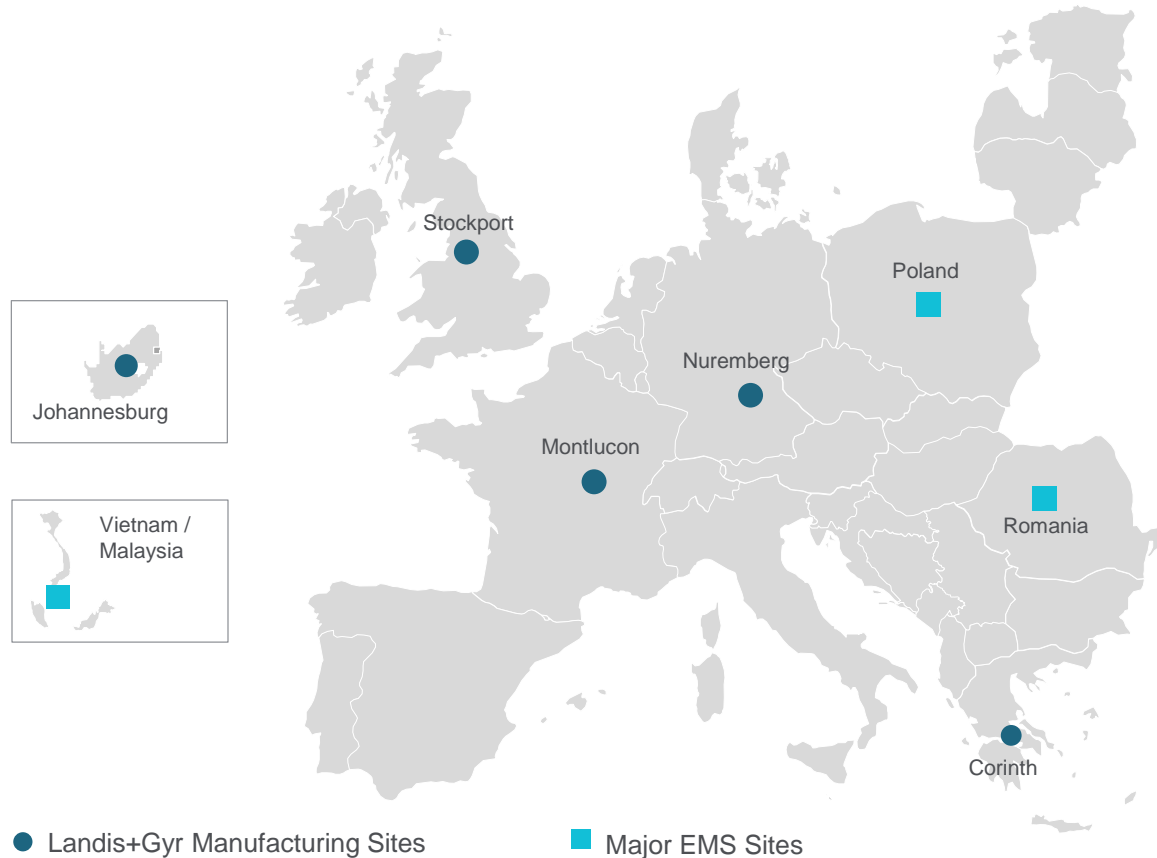 Stockport
Poland
Nuremberg
Johannesburg
Montlucon
Vietnam /
Malaysia
Romania
Corinth
Landis+Gyr Manufacturing Sites
Major EMS Sites